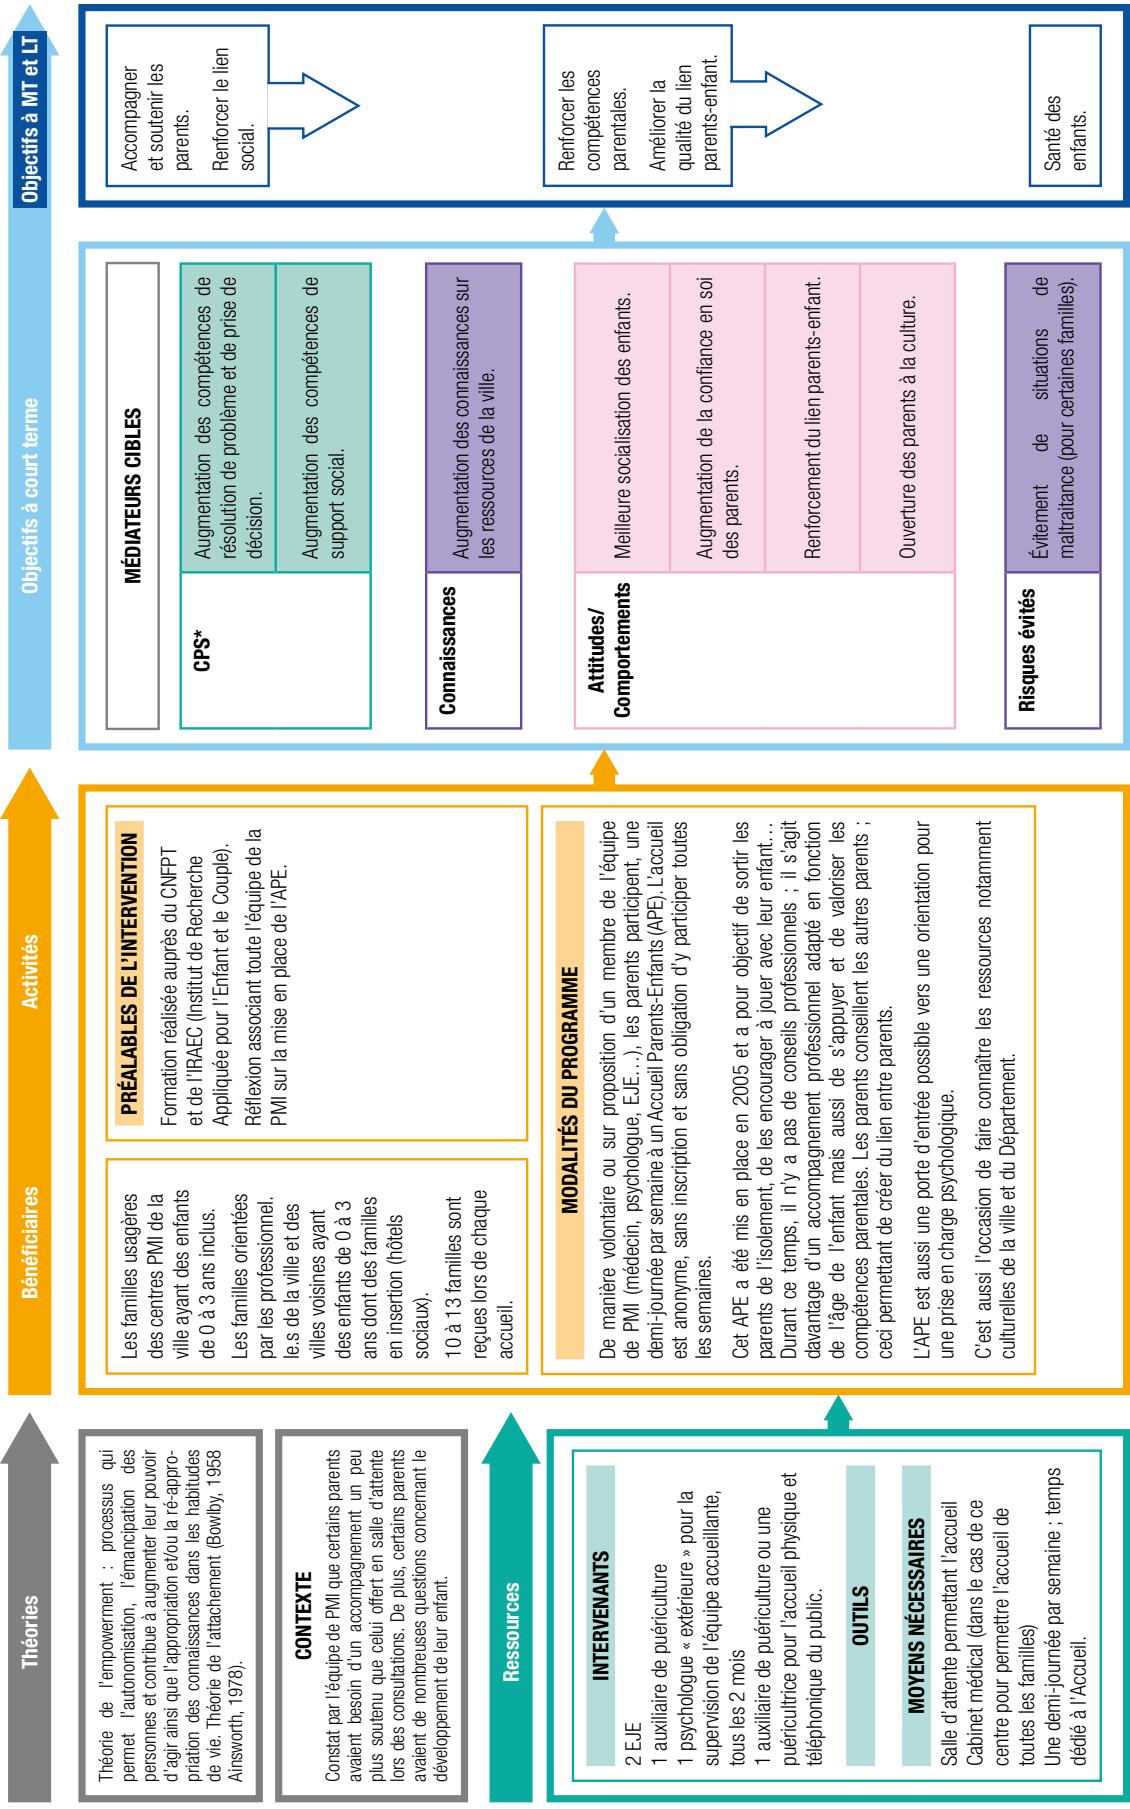 Théories
Théorie de l'empowerment : processus qui
permet l'autonomisation, l'émancipation des
personnes et contribue à augmenter leur pouvoir
d'agir ainsi que l'appropriation et/ou la ré-appro-
priation des connaissances dans les habitudes
de vie. Théorie de l'attachement (Bowlby, 1958
Ainsworth, 1978).
CONTEXTE
Constat par l'équipe de PMI que certains parents
avaient besoin d'un accompagnement un peu
plus soutenu que celui offert en salle d'attente
lors des consultations. De plus, certains parents
avaient de nombreuses questions concernant le
développement de leur enfant.
Ressources
INTERVENANTS
2 EJE
1 auxiliaire de puériculture
1 psychologue « extérieure » pour la
supervision de l'équipe accueillante,
tous les 2 mois
1 auxiliaire de puériculture ou une
puéricultrice pour l'accueil physique et
téléphonique du public.
OUTILS
MOYENS NÉCESSAIRES
Salle d'attente permettant l'accueil
Cabinet médical (dans le cas de ce
centre pour permettre l'accueil de
toutes les familles)
Une demi-journée par semaine ; temps
dédié à l'Accueil.
Bénéficiaires
Activités
Les familles usagères
des centres PMI de la
ville ayant des enfants
de 0 à 3 ans inclus.
Les familles orientées
par les professionnel.
le.s de la ville et des
villes voisines ayant
des enfants de 0 à 3
ans dont des familles
en insertion (hôtels
sociaux).
10 à 13 familles sont
reçues lors de chaque
accueil.
PRÉALABLES DE L'INTERVENTION
Formation réalisée auprès du CNFPT
et de l'IRAEC (Institut de Recherche
Appliquée pour l'Enfant et le Couple).
Réflexion associant toute l'équipe de la
PMI sur la mise en place de l'APE.
MODALITÉS DU PROGRAMME
De manière volontaire ou sur proposition d'un membre de l'équipe
de PMI (médecin, psychologue, EJE…), les parents participent, une
demi-journée par semaine à un Accueil Parents-Enfants (APE). L'accueil
est anonyme, sans inscription et sans obligation d'y participer toutes
les semaines.
Cet APE a été mis en place en 2005 et a pour objectif de sortir les
parents de l'isolement, de les encourager à jouer avec leur enfant…
Durant ce temps, il n'y a pas de conseils professionnels ; il s'agit
davantage d'un accompagnement professionnel adapté en fonction
de l'âge de l'enfant mais aussi de s'appuyer et de valoriser les
compétences parentales. Les parents conseillent les autres parents ;
ceci permettant de créer du lien entre parents.
L'APE est aussi une porte d'entrée possible vers une orientation pour
une prise en charge psychologique.
C'est aussi l'occasion de faire connaître les ressources notamment
culturelles de la ville et du Département.
Objectifs à court terme
MÉDIATEURS CIBLES
CPS*
Augmentation des compétences de
résolution de problème et de prise de
décision.
Augmentation des compétences de
support social.
Connaissances
Augmentation des connaissances sur
les ressources de la ville.
Attitudes/
Comportements
Meilleure socialisation des enfants.
Augmentation de la confiance en soi
des parents.
Renforcement du lien parents-enfant.
Ouverture des parents à la culture.
Risques évités
Évitement de situations de
maltraitance (pour certaines familles).
Objectifs à MT et LT
Accompagner
et soutenir les
parents.
Renforcer le lien
social.
Renforcer les
compétences
parentales.
Améliorer la
qualité du lien
parents-enfant.
Santé des
enfants.